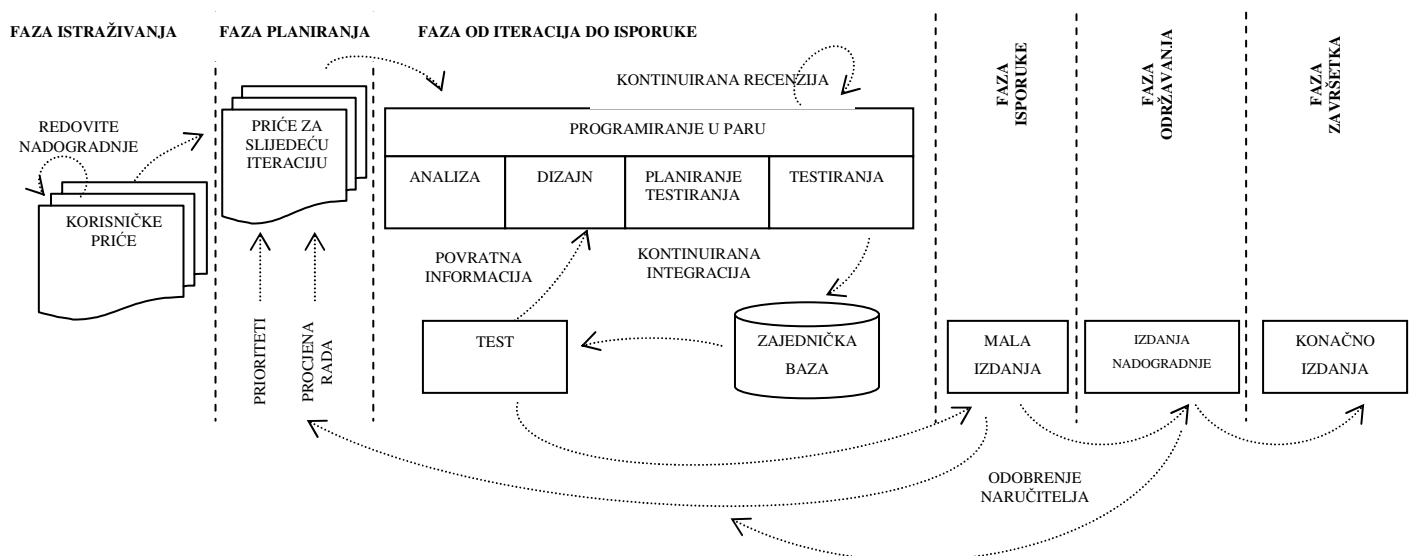 FAZA ISTRAŽIVANJA
FAZA PLANIRANJA
FAZA OD ITERACIJA DO ISPORUKE
FAZA
ISPORUKE
FAZA
ODRŽAVANJA
FAZA
ZAVRŠETKA
REDOVITE
NADOGRADNJE
KORISNIČKE
PRIĆE
PRIĆE ZA
SLIJEDEĆU
ITERACIJU
PRIORITETI
PROCJENA
RADA
KONTINUIRANA RECENZIJA
PROGRAMIRANJE U PARU
ANALIZA
DIZAJN
PLANIRANJE
TESTIRANJA
TESTIRANJA
POVRATNA
INFORMACIJA
KONTINUIRANA
INTEGRACIJA
TEST
ZAJEDNIČKA
BAZA
MALA
IZDANJA
IZDANJA
NADOGRADNJE
KONAČNO
IZDANJA
ODOBRENJE
NARUČITELJA